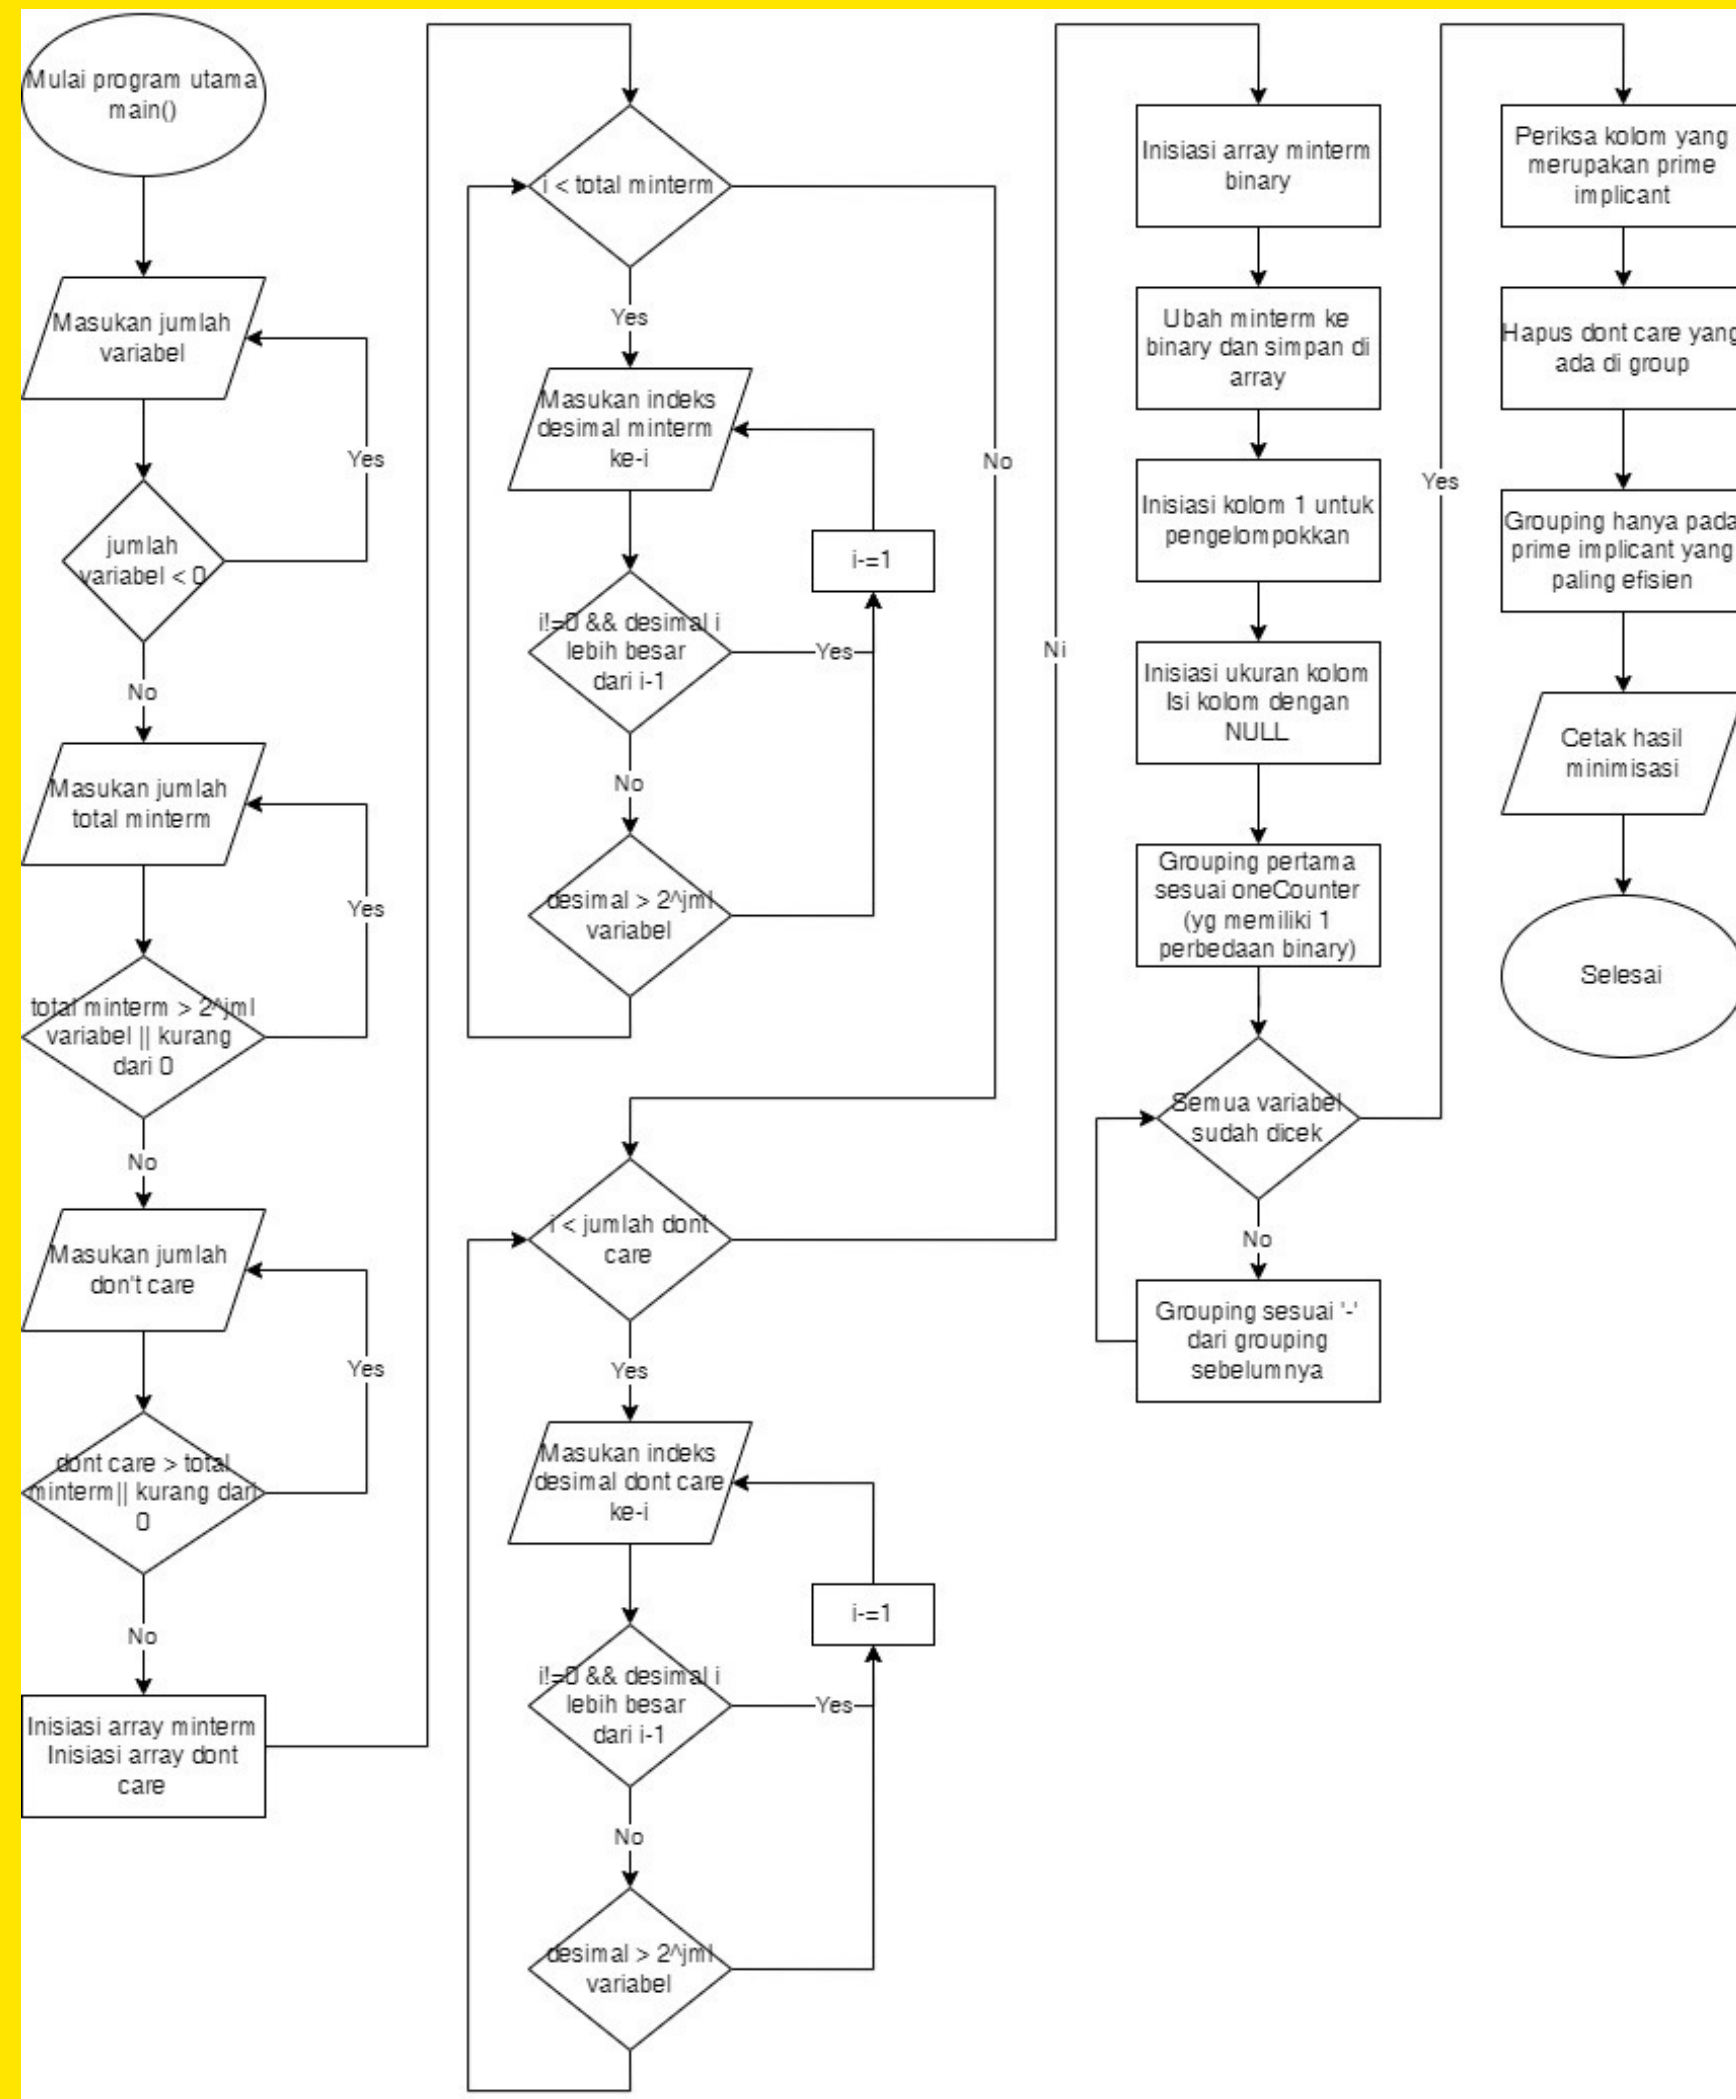 Mulai program utama
main()
Masukan jumlah
variabel
Yes
jumlah
variabel < 0
No
Masukan jumlah
total minterm
Yes
total minterm > 2^jml
variabel || kurang
dari 0
No
Masukan jumlah
don't care
Yes
dont care > total
minterm|| kurang dari
0
No
Inisiasi array minterm
Inisiasi array dont
care
i < total minterm
Yes
No
Masukan indeks
desimal minterm
ke-i
i-=1
i!=0 && desimal i
lebih besar
dari i-1
Yes
No
desimal > 2^jml
variabel
i < jumlah dont
care
Ni
Yes
Masukan indeks
desimal dont care
ke-i
i-=1
i!=0 && desimal i
lebih besar
dari i-1
Yes
No
desimal > 2^jml
variabel
Inisiasi array minterm
binary
Ubah minterm ke
binary dan simpan di
array
Inisiasi kolom 1 untuk
pengelompokkan
Inisiasi ukuran kolom
Isi kolom dengan
NULL
Grouping pertama
sesuai oneCounter
(yg memiliki 1
perbedaan binary)
Semua variabel
sudah dicek
Yes
No
Grouping sesuai '-'
dari grouping
sebelumnya
Periksa kolom yang
merupakan prime
implicant
Hapus dont care yang
ada di group
Grouping hanya pada
prime implicant yang
paling efisien
Cetak hasil
minimisasi
Selesai